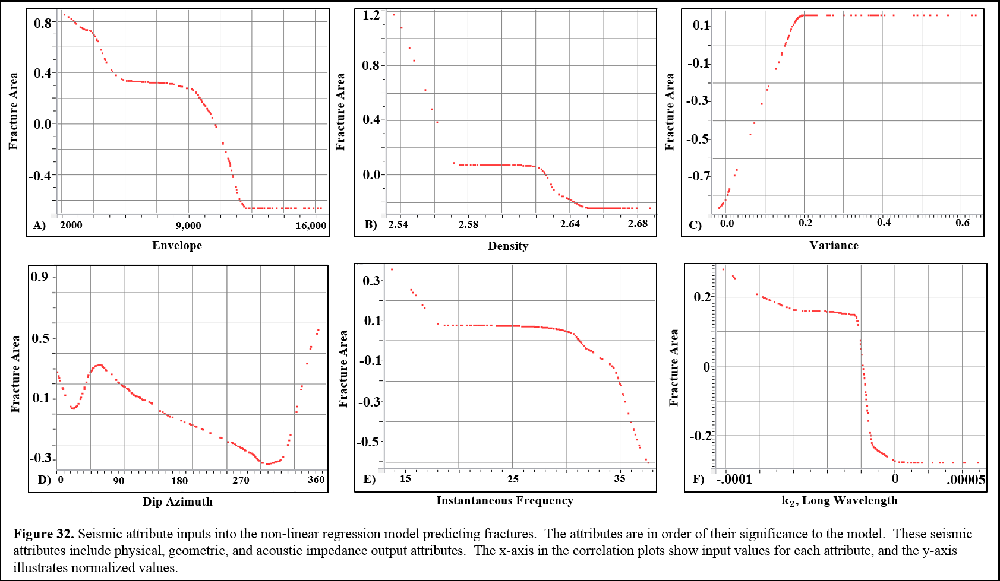 0.8
0.4
0.0
-0.4
Fracture Area
A) 2000 9,000 16,000
Envelope
1.2
0.8
0.4
0.0
Fracture Area
B) 2.54 2.58 2.64 2.68
Density
0.1
-0.1
-0.3
-0.5
-0.7
Fracture Area
C) 0.0 0.2 0.4 0.6
Variance
0.9
0.5
0.1
-0.3
Fracture Area
D) 0 90 180 270 360
Dip Azimuth
0.3
0.1
-0.1
-0.3
-0.5
Fracture Area
E) 15 25 35
Instantaneous Frequency
0.2
0
-0.2
Fracture Area
F) -.0001 0 .00005
k₂, Long Wavelength
Figure 32. Seismic attribute inputs into the non-linear regression model predicting fractures. The attributes are in order of their significance to the model. These seismic
attributes include physical, geometric, and acoustic impedance output attributes. The x-axis in the correlation plots show input values for each attribute, and the y-axis
illustrates normalized values.